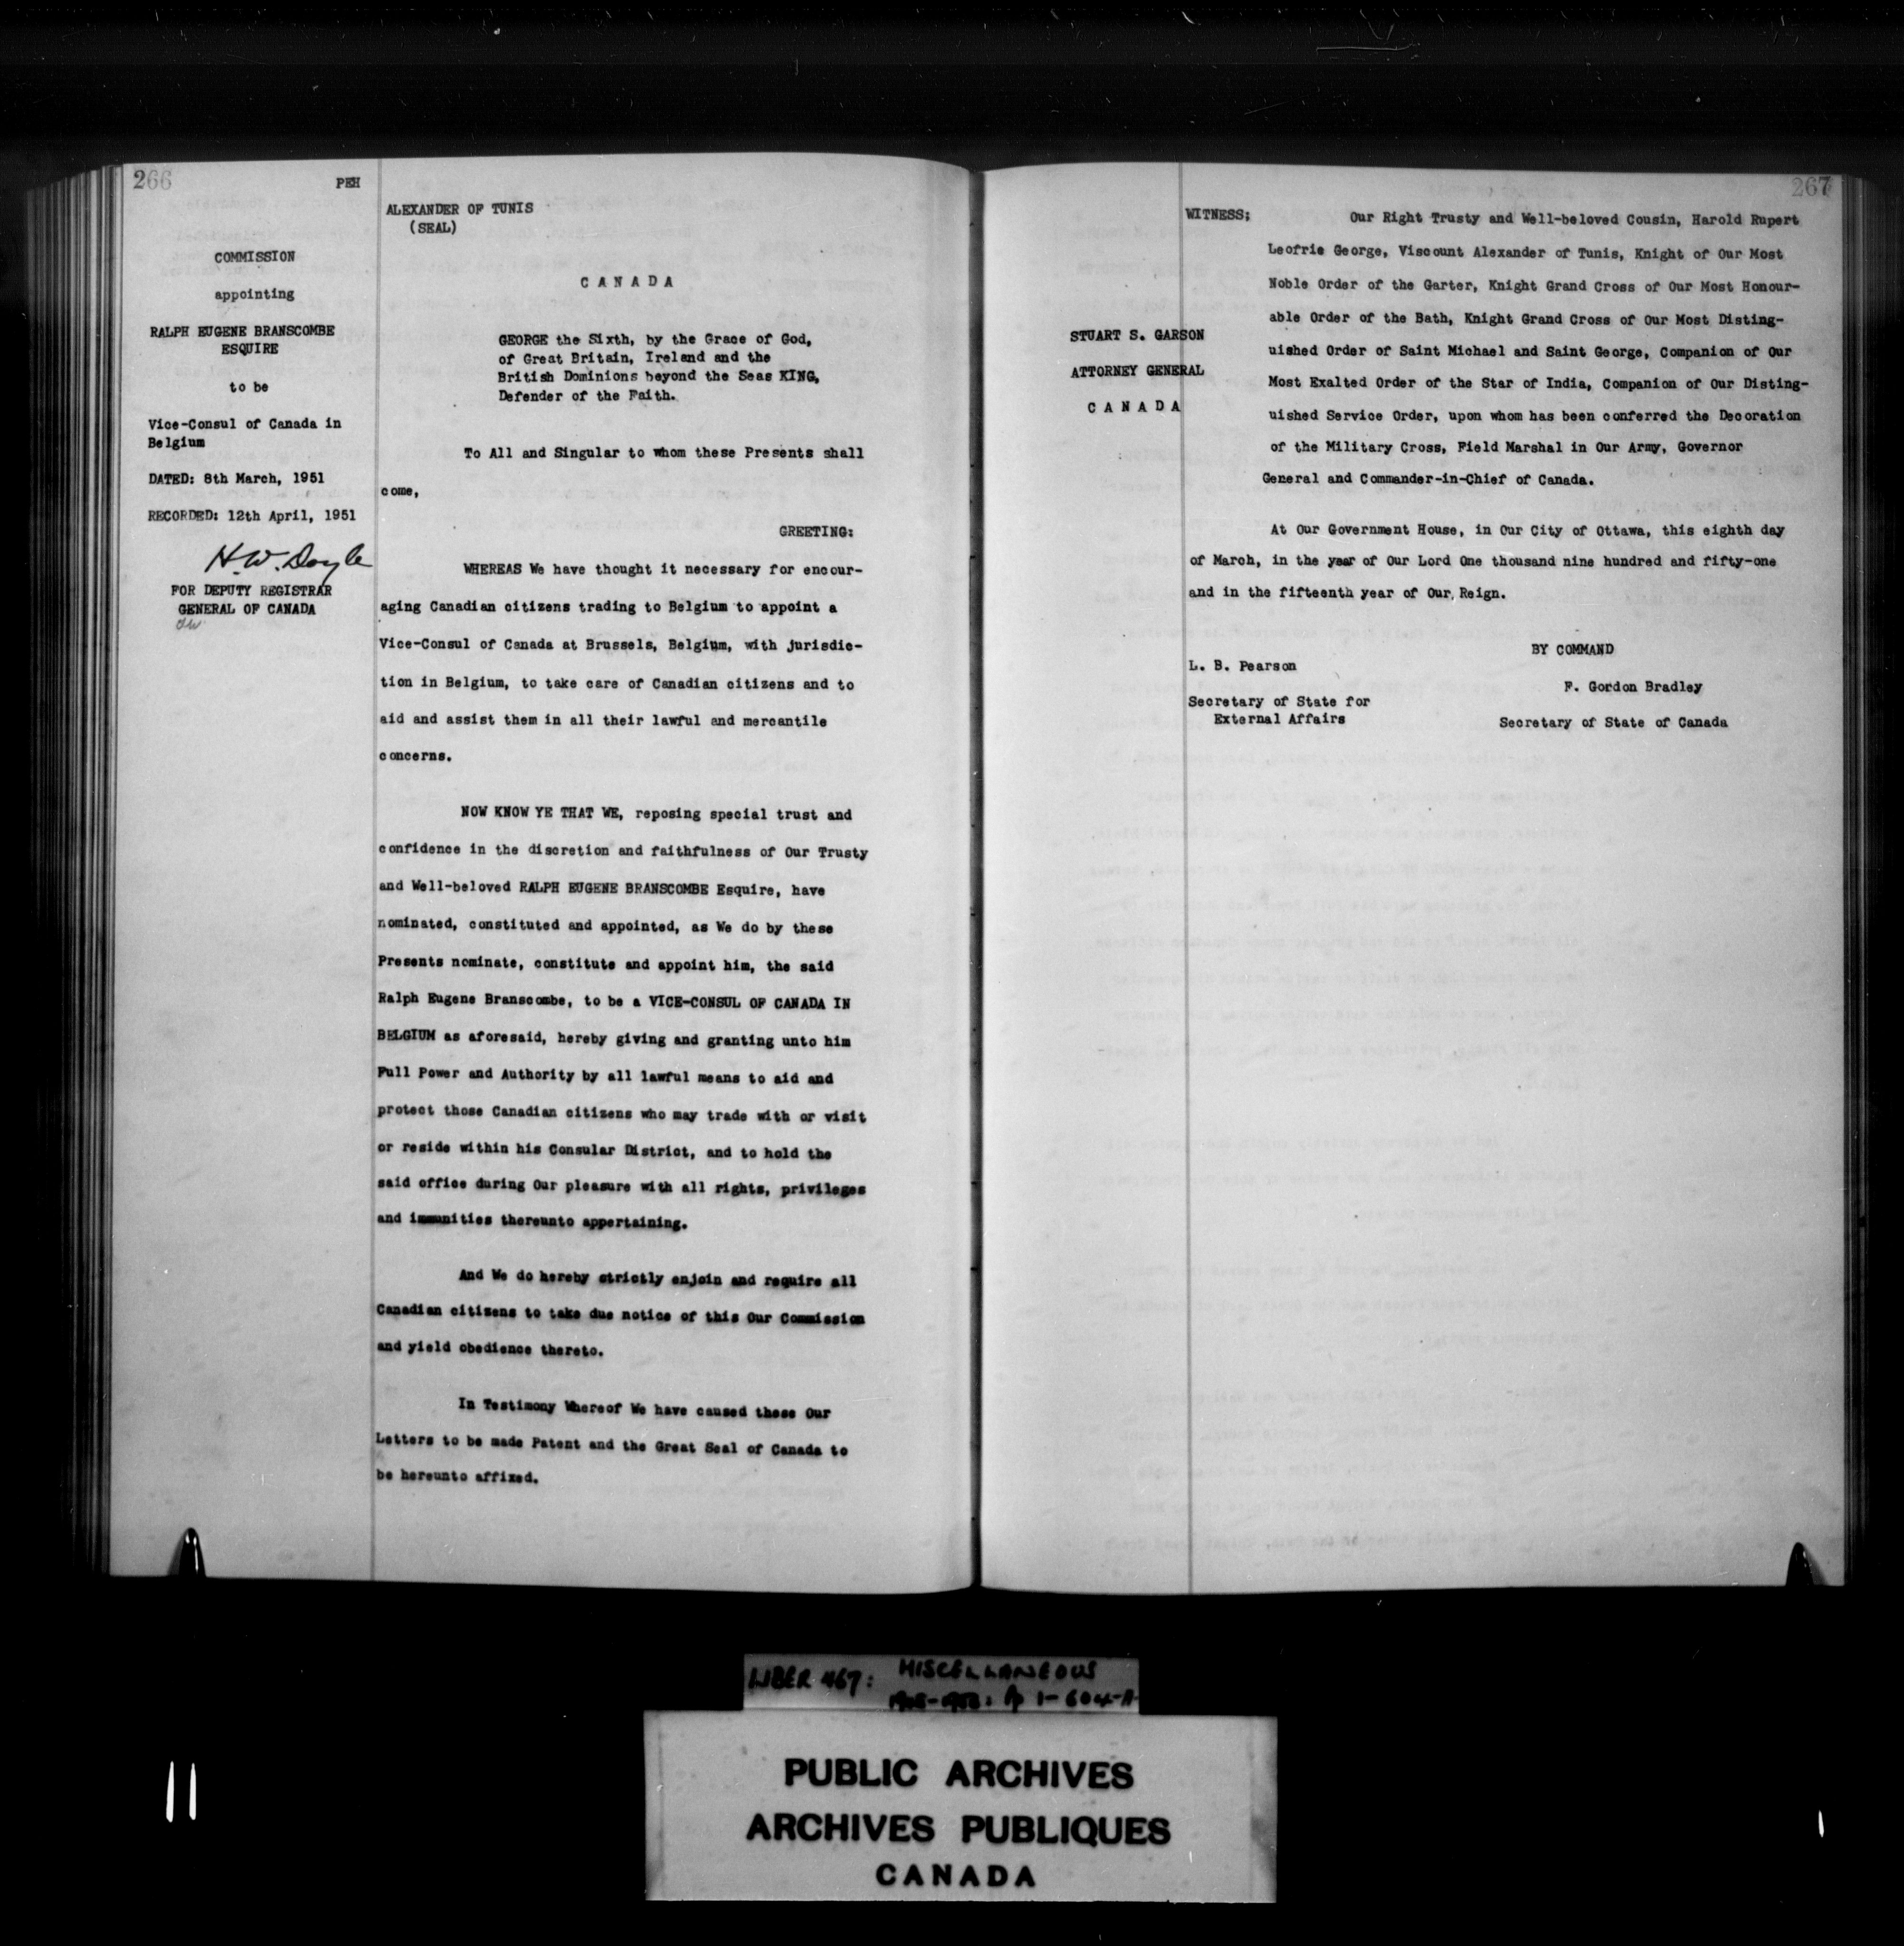 266
PEH
COMMISSION
appointing
RALPH EUGENE BRANSCOMBE
ESQUIRE
to be
Vice-Consul of Canada in
Belgium
DATED: 8th March, 1951
RECORDED: 12th April, 1951
H.W. Doyle
FOR DEPUTY REGISTRAR
GENERAL OF CANADA
ALEXANDER OF TUNIS
(SEAL)
C A N A D A
GEORGE the Sixth, by the Grace of God,
of Great Britain, Ireland and the
British Dominions beyond the Seas KING,
Defender of the Faith.
To All and Singular to whom these Presents shall
come,
GREETING:
WHEREAS We have thought it necessary for encour-
aging Canadian citizens trading to Belgium to appoint a
Vice-Consul of Canada at Brussels, Belgium, with jurisdic-
tion in Belgium, to take care of Canadian citizens and to
aid and assist them in all their lawful and mercantile
concerns.
NOW KNOW YE THAT WE, reposing special trust and
confidence in the discretion and faithfulness of Our Trusty
and Well-beloved RALPH EUGENE BRANSCOMBE Esquire, have
nominated, constituted and appointed, as We do by these
Presents nominate, constitute and appoint him, the said
Ralph Eugene Branscombe, to be a VICE-CONSUL OF CANADA IN
BELGIUM as aforesaid, hereby giving and granting unto him
Full Power and Authority by all lawful means to aid and
protect those Canadian citizens who may trade with or visit
or reside within his Consular District, and to hold the
said office during Our pleasure with all rights, privileges
and immunities thereunto appertaining.
And We do hereby strictly enjoin and require all
Canadian citizens to take due notice of this Our Commission
and yield obedience thereto.
In Testimony Whereof We have caused these Our
Letters to be made Patent and the Great Seal of Canada to
be hereunto affixed.
267
STUART S. GARSON
ATTORNEY GENERAL
C A N A D A
WITNESS: Our Right Trusty and Well-beloved Cousin, Harold Rupert
Leofric George, Viscount Alexander of Tunis, Knight of Our Most
Noble Order of the Garter, Knight Grand Cross of Our Most Honour-
able Order of the Bath, Knight Grand Cross of Our Most Disting-
uished Order of Saint Michael and Saint George, Companion of Our
Most Exalted Order of the Star of India, Companion of Our Disting-
uished Service Order, upon whom has been conferred the Decoration
of the Military Cross, Field Marshal in Our Army, Governor
General and Commander-in-Chief of Canada.
At Our Government House, in Our City of Ottawa, this eighth day
of March, in the year of Our Lord One thousand nine hundred and fifty-one
and in the fifteenth year of Our Reign.
BY COMMAND
L. B. Pearson
F. Gordon Bradley
Secretary of State for
External Affairs
Secretary of State of Canada
LIBER 467: MISCELLANEOUS
1-604-A
PUBLIC ARCHIVES
ARCHIVES PUBLIQUES
CANADA